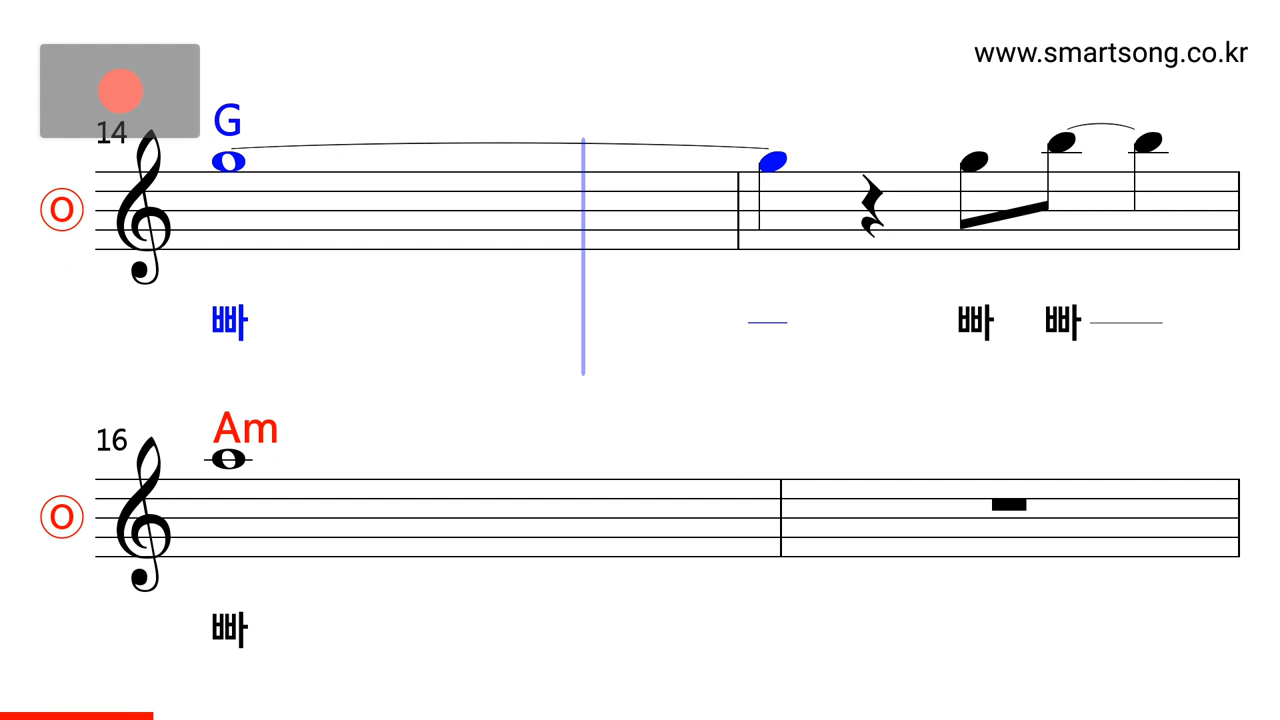 www.smartsong.co.kr
14
G
O
빠 빠 빠
16
Am
O
빠